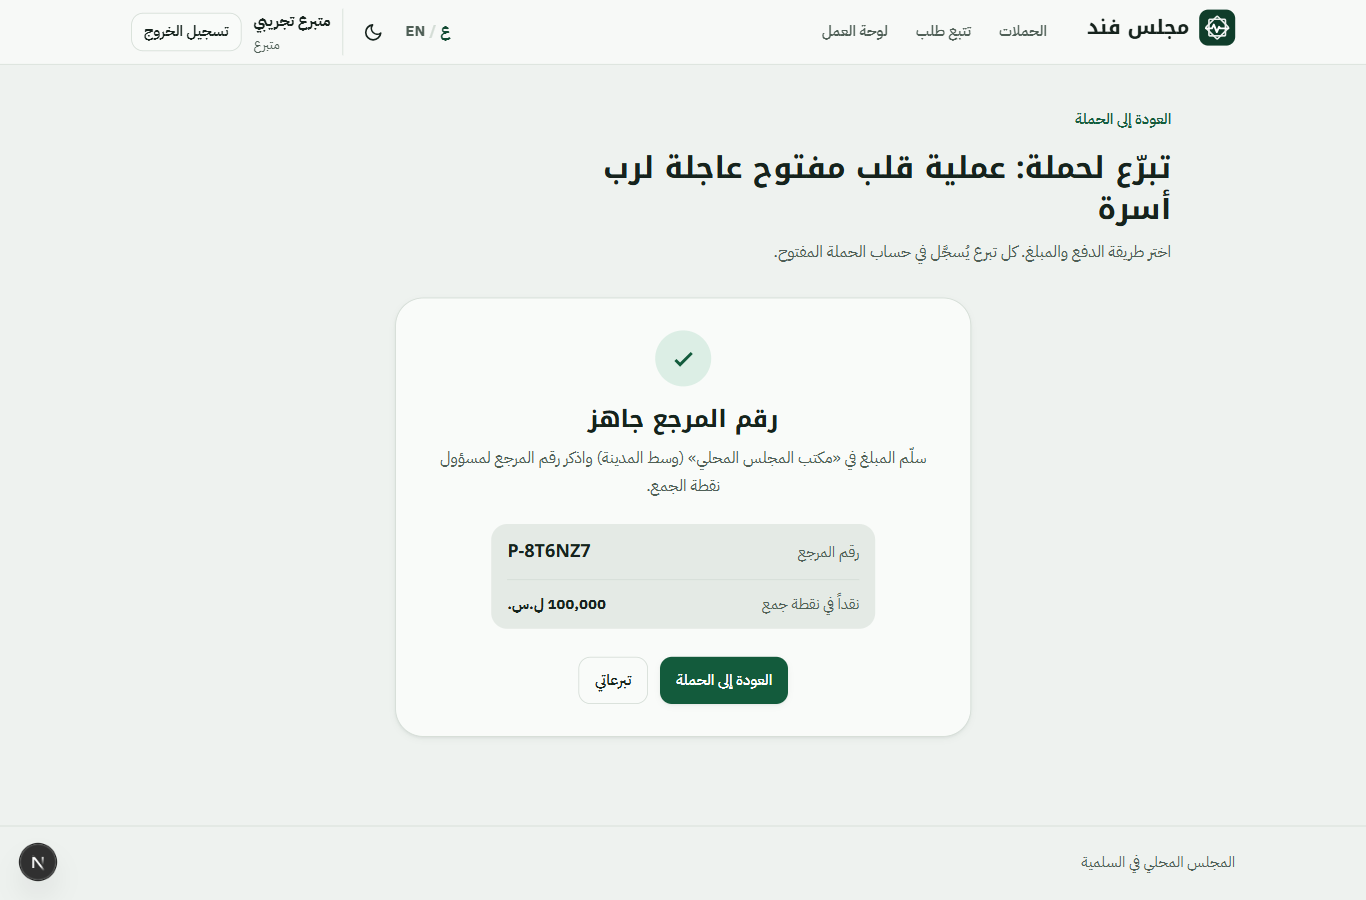 مجلس فند
الحملات
تتبع طلب
لوحة العمل
ع / EN
متبرع تجريبي
متبرع
تسجيل الخروج
العودة إلى الحملة
تبرّع لحملة: عملية قلب مفتوح عاجلة لرب
أسرة
اختر طريقة الدفع والمبلغ. كل تبرع يُسجَّل في حساب الحملة المفتوح.
رقم المرجع جاهز
سلّم المبلغ في «مكتب المجلس المحلي» (وسط المدينة) واذكر رقم المرجع لمسؤول
نقطة الجمع.
رقم المرجع P-8T6NZ7
نقداً في نقطة جمع 100,000 ل.س.
العودة إلى الحملة
تبرعاتي
المجلس المحلي في السلمية
N